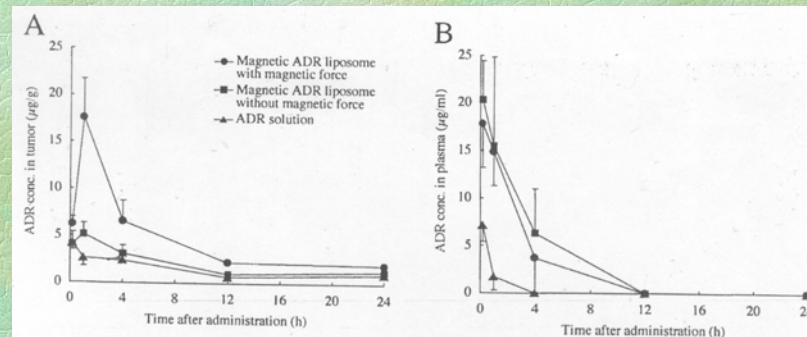 A
ADR conc. in tumor (µg/g)
25
20
15
10
5
0
Magnetic ADR liposome
with magnetic force
Magnetic ADR liposome
without magnetic force
ADR solution
0 4 8 12 16 20 24
Time after administration (h)
B
ADR conc. in plasma (µg/ml)
25
20
15
10
5
0
0 4 8 12 16 20 24
Time after administration (h)